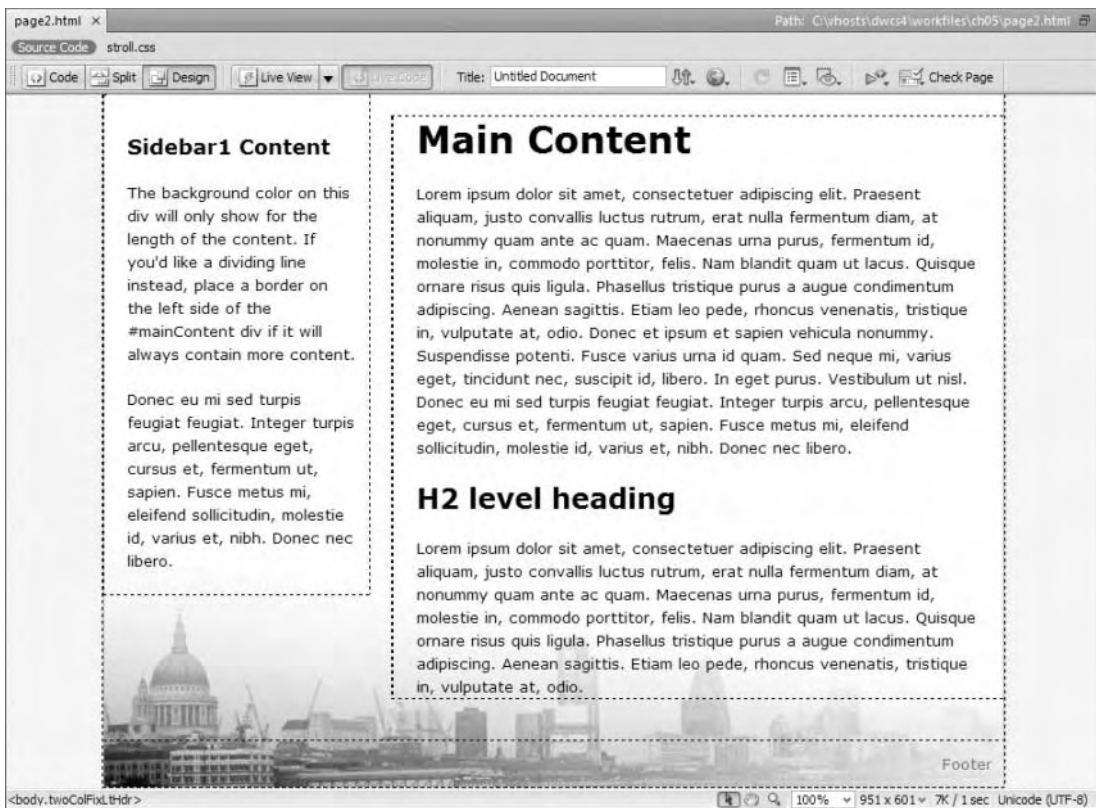 page2.html ×
Path: C:\vhosts\dwcs4\workfiles\ch05\page2.html
Source Code stroll.css
Code Split Design Live View Live Code Title: Untitled Document Check Page
Sidebar1 Content
The background color on this
div will only show for the
length of the content. If
you'd like a dividing line
instead, place a border on
the left side of the
#mainContent div if it will
always contain more content.
Donec eu mi sed turpis
feugiat feugiat. Integer turpis
arcu, pellentesque eget,
cursus et, fermentum ut,
sapien. Fusce metus mi,
eleifend sollicitudin, molestie
id, varius et, nibh. Donec nec
libero.
Main Content
Lorem ipsum dolor sit amet, consectetuer adipiscing elit. Praesent
aliquam, justo convallis luctus rutrum, erat nulla fermentum diam, at
nonummy quam ante ac quam. Maecenas urna purus, fermentum id,
molestie in, commodo porttitor, felis. Nam blandit quam ut lacus. Quisque
ornare risus quis ligula. Phasellus tristique purus a augue condimentum
adipiscing. Aenean sagittis. Etiam leo pede, rhoncus venenatis, tristique
in, vulputate at, odio. Donec et ipsum et sapien vehicula nonummy.
Suspendisse potenti. Fusce varius urna id quam. Sed neque mi, varius
eget, tincidunt nec, suscipit id, libero. In eget purus. Vestibulum ut nisl.
Donec eu mi sed turpis feugiat feugiat. Integer turpis arcu, pellentesque
eget, cursus et, fermentum ut, sapien. Fusce metus mi, eleifend
sollicitudin, molestie id, varius et, nibh. Donec nec libero.
H2 level heading
Lorem ipsum dolor sit amet, consectetuer adipiscing elit. Praesent
aliquam, justo convallis luctus rutrum, erat nulla fermentum diam, at
nonummy quam ante ac quam. Maecenas urna purus, fermentum id,
molestie in, commodo porttitor, felis. Nam blandit quam ut lacus. Quisque
ornare risus quis ligula. Phasellus tristique purus a augue condimentum
adipiscing. Aenean sagittis. Etiam leo pede, rhoncus venenatis, tristique
in, vulputate at, odio.
Footer
<body.twoColFixLtHdr> 100% 951 x 601 7K / 1 sec Unicode (UTF-8)